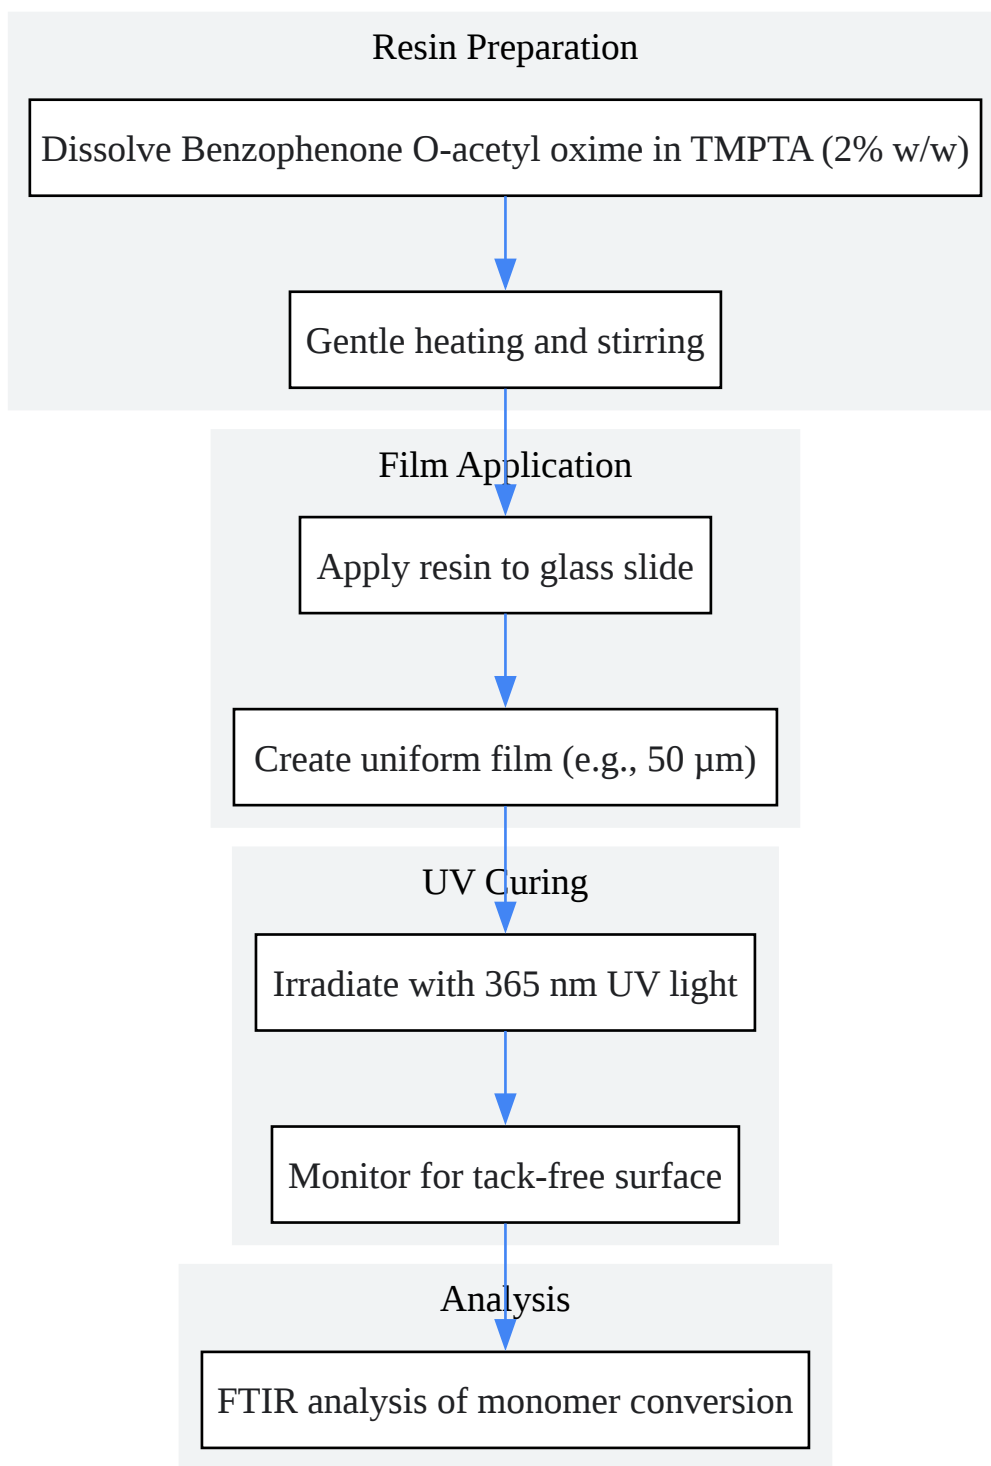 Resin Preparation
Dissolve Benzophenone O-acetyl oxime in TMPTA (2% w/w)
Gentle heating and stirring
Film Application
Apply resin to glass slide
Create uniform film (e.g., 50 µm)
UV Curing
Irradiate with 365 nm UV light
Monitor for tack-free surface
Analysis
FTIR analysis of monomer conversion